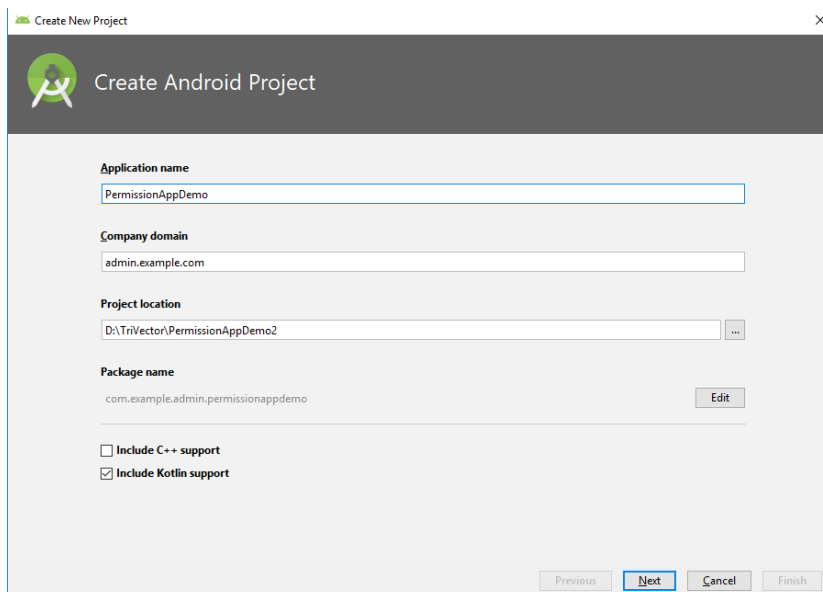 Create New Project
Create Android Project
Application name
PermissionAppDemo
Company domain
admin.example.com
Project location
D:\TriVector\PermissionAppDemo2
...
Package name
com.example.admin.permissionappdemo
Edit
Include C++ support
Include Kotlin support
Previous
Next
Cancel
Finish